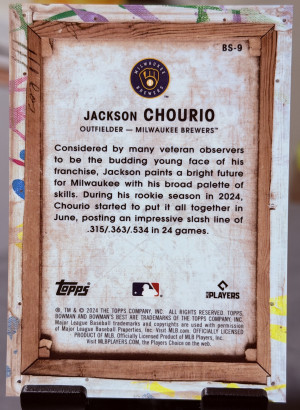 BS-9
MILWAUKEE
BREWERS
JACKSON CHOURIO
OUTFIELDER — MILWAUKEE BREWERS™
Considered by many veteran observers
to be the budding young face of his
franchise, Jackson paints a bright future
for Milwaukee with his broad palette of
skills. During his rookie season in 2024,
Chourio started to put it all together in
June, posting an impressive slash line of
.315/.363/.534 in 24 games.
Topps
PLAYERS
®, TM & © 2024 THE TOPPS COMPANY, INC. ALL RIGHTS RESERVED. TOPPS,
BOWMAN AND BOWMAN'S BEST ARE TRADEMARKS OF THE TOPPS COMPANY, INC.
Major League Baseball trademarks and copyrights are used with permission
of Major League Baseball Properties, Inc. Visit MLB.com. OFFICIALLY LICENSED
PRODUCT OF MLB. Officially Licensed Product of MLB Players, Inc.
Visit MLBPLAYERS.com, the Players Choice on the web.